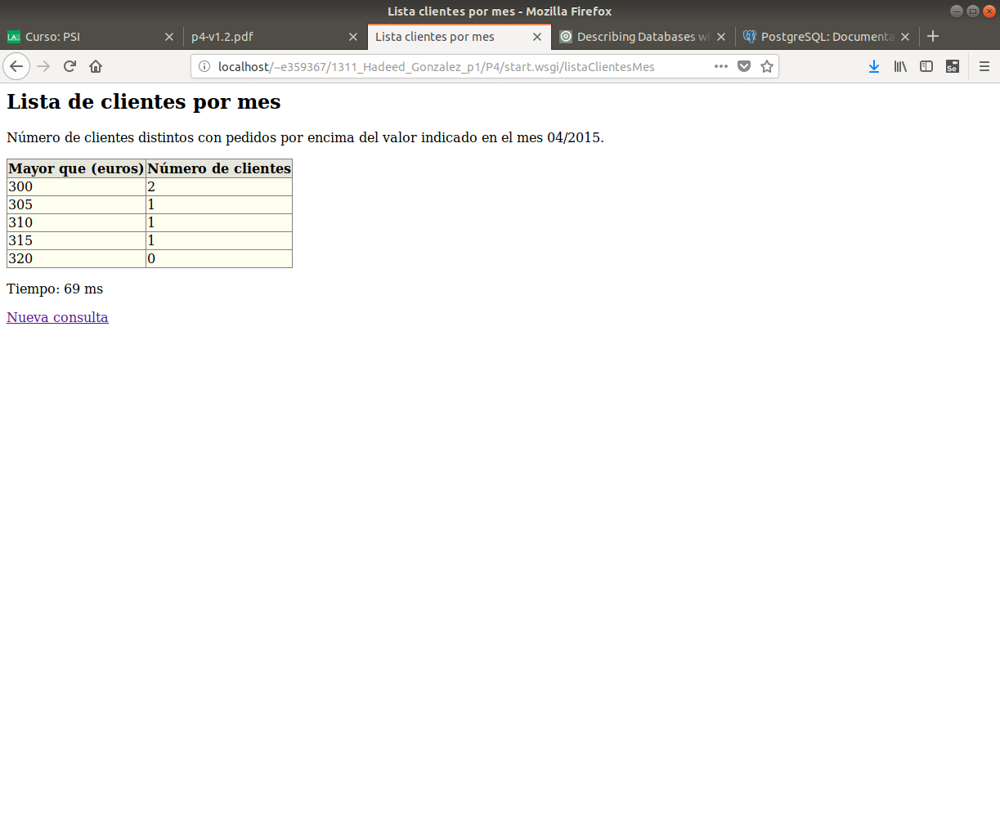 Lista clientes por mes - Mozilla Firefox
Curso: PSI p4-v1.2.pdf Lista clientes por mes Describing Databases w PostgreSQL: Documenta
localhost/~e359367/1311_Hadeed_Gonzalez_p1/P4/start.wsgi/listaClientesMes
Lista de clientes por mes
Número de clientes distintos con pedidos por encima del valor indicado en el mes 04/2015.
Mayor que (euros) Número de clientes
300 2
305 1
310 1
315 1
320 0
Tiempo: 69 ms
Nueva consulta